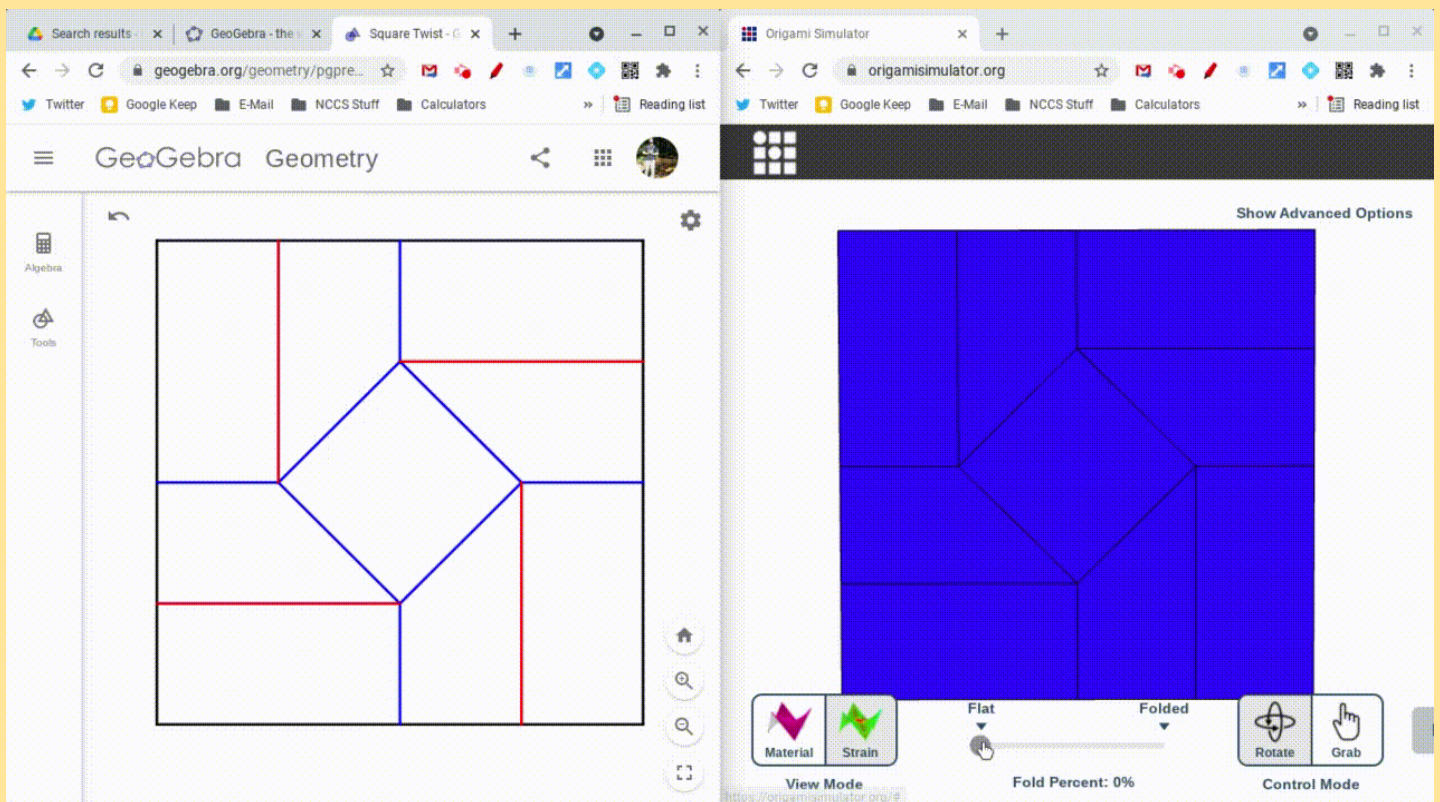 Search results -
GeoGebra - the s
Square Twist - G
Origami Simulator
geogebra.org/geometry/pgpre...
origamisimulator.org
Twitter
Google Keep
E-Mail
NCCS Stuff
Calculators
»
Reading list
Twitter
Google Keep
E-Mail
NCCS Stuff
Calculators
»
Reading list
GeoGebra Geometry
Show Advanced Options
Algebra
Tools
Flat
Folded
Material
Strain
Rotate
Grab
View Mode
Fold Percent: 0%
Control Mode
https://origamisimulator.org/#